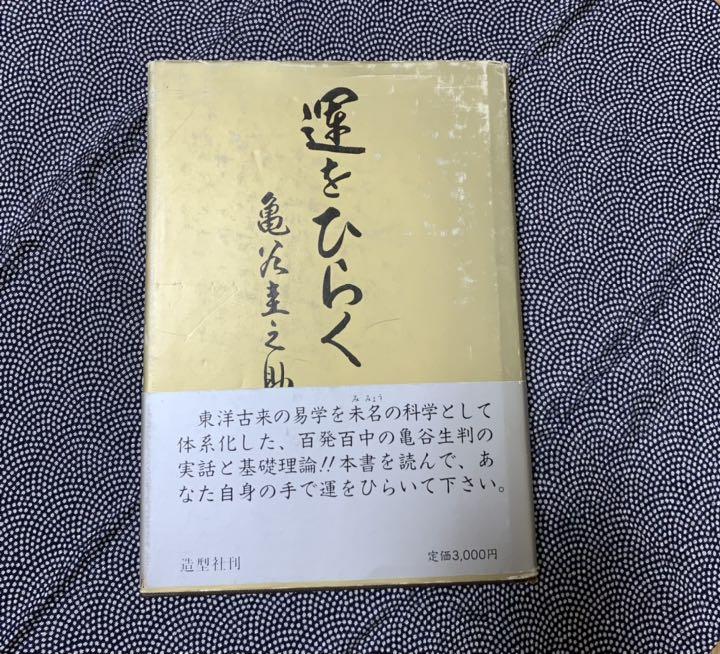 運をひらく
亀谷圭之助
東洋古来の易学を未名の科学として
みみょう
体系化した、百発百中の亀谷生判の
実話と基礎理論!!本書を読んで、あ
なた自身の手で運をひらいて下さい。
造型社刊
定価3,000円